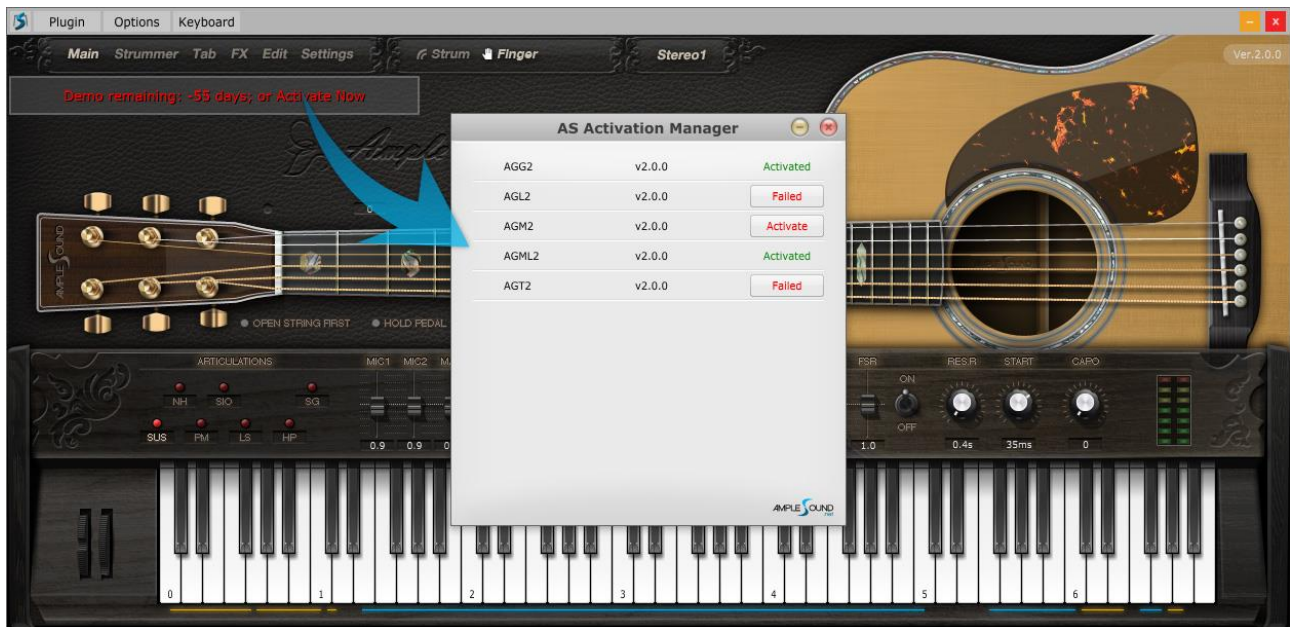 Plugin Options Keyboard
Main Strummer Tab FX Edit Settings Strum Finger Stereo1 Ver.2.0.0
Demo remaining: -55 days; or Activate Now
Ample
AS Activation Manager
AGG2 v2.0.0 Activated
AGL2 v2.0.0 Failed
AGM2 v2.0.0 Activate
AGML2 v2.0.0 Activated
AGT2 v2.0.0 Failed
AMPLE SOUND
OPEN STRING FIRST HOLD PEDAL
ARTICULATIONS MIC1 MIC2 FSR RES.R START CAPO
NH SIO SG ON
SUS PM LS HP OFF
0.9 0.9 1.0 0.4s 35ms 0
AMPLE SOUND
.net
0 1 2 3 4 5 6